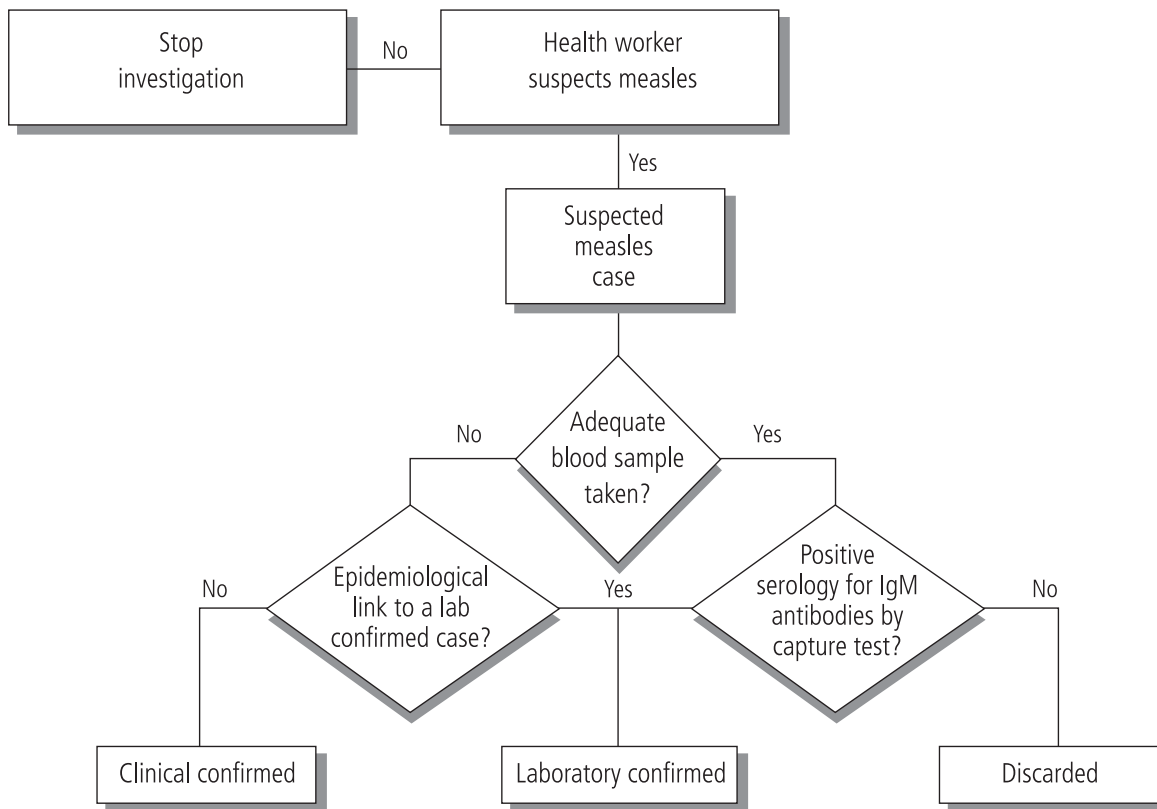 Stop
investigation
No
Health worker
suspects measles
Yes
Suspected
measles
case
Adequate
blood sample
taken?
No
Yes
Epidemiological
link to a lab
confirmed case?
No
Yes
Positive
serology for IgM
antibodies by
capture test?
No
Clinical confirmed
Laboratory confirmed
Discarded